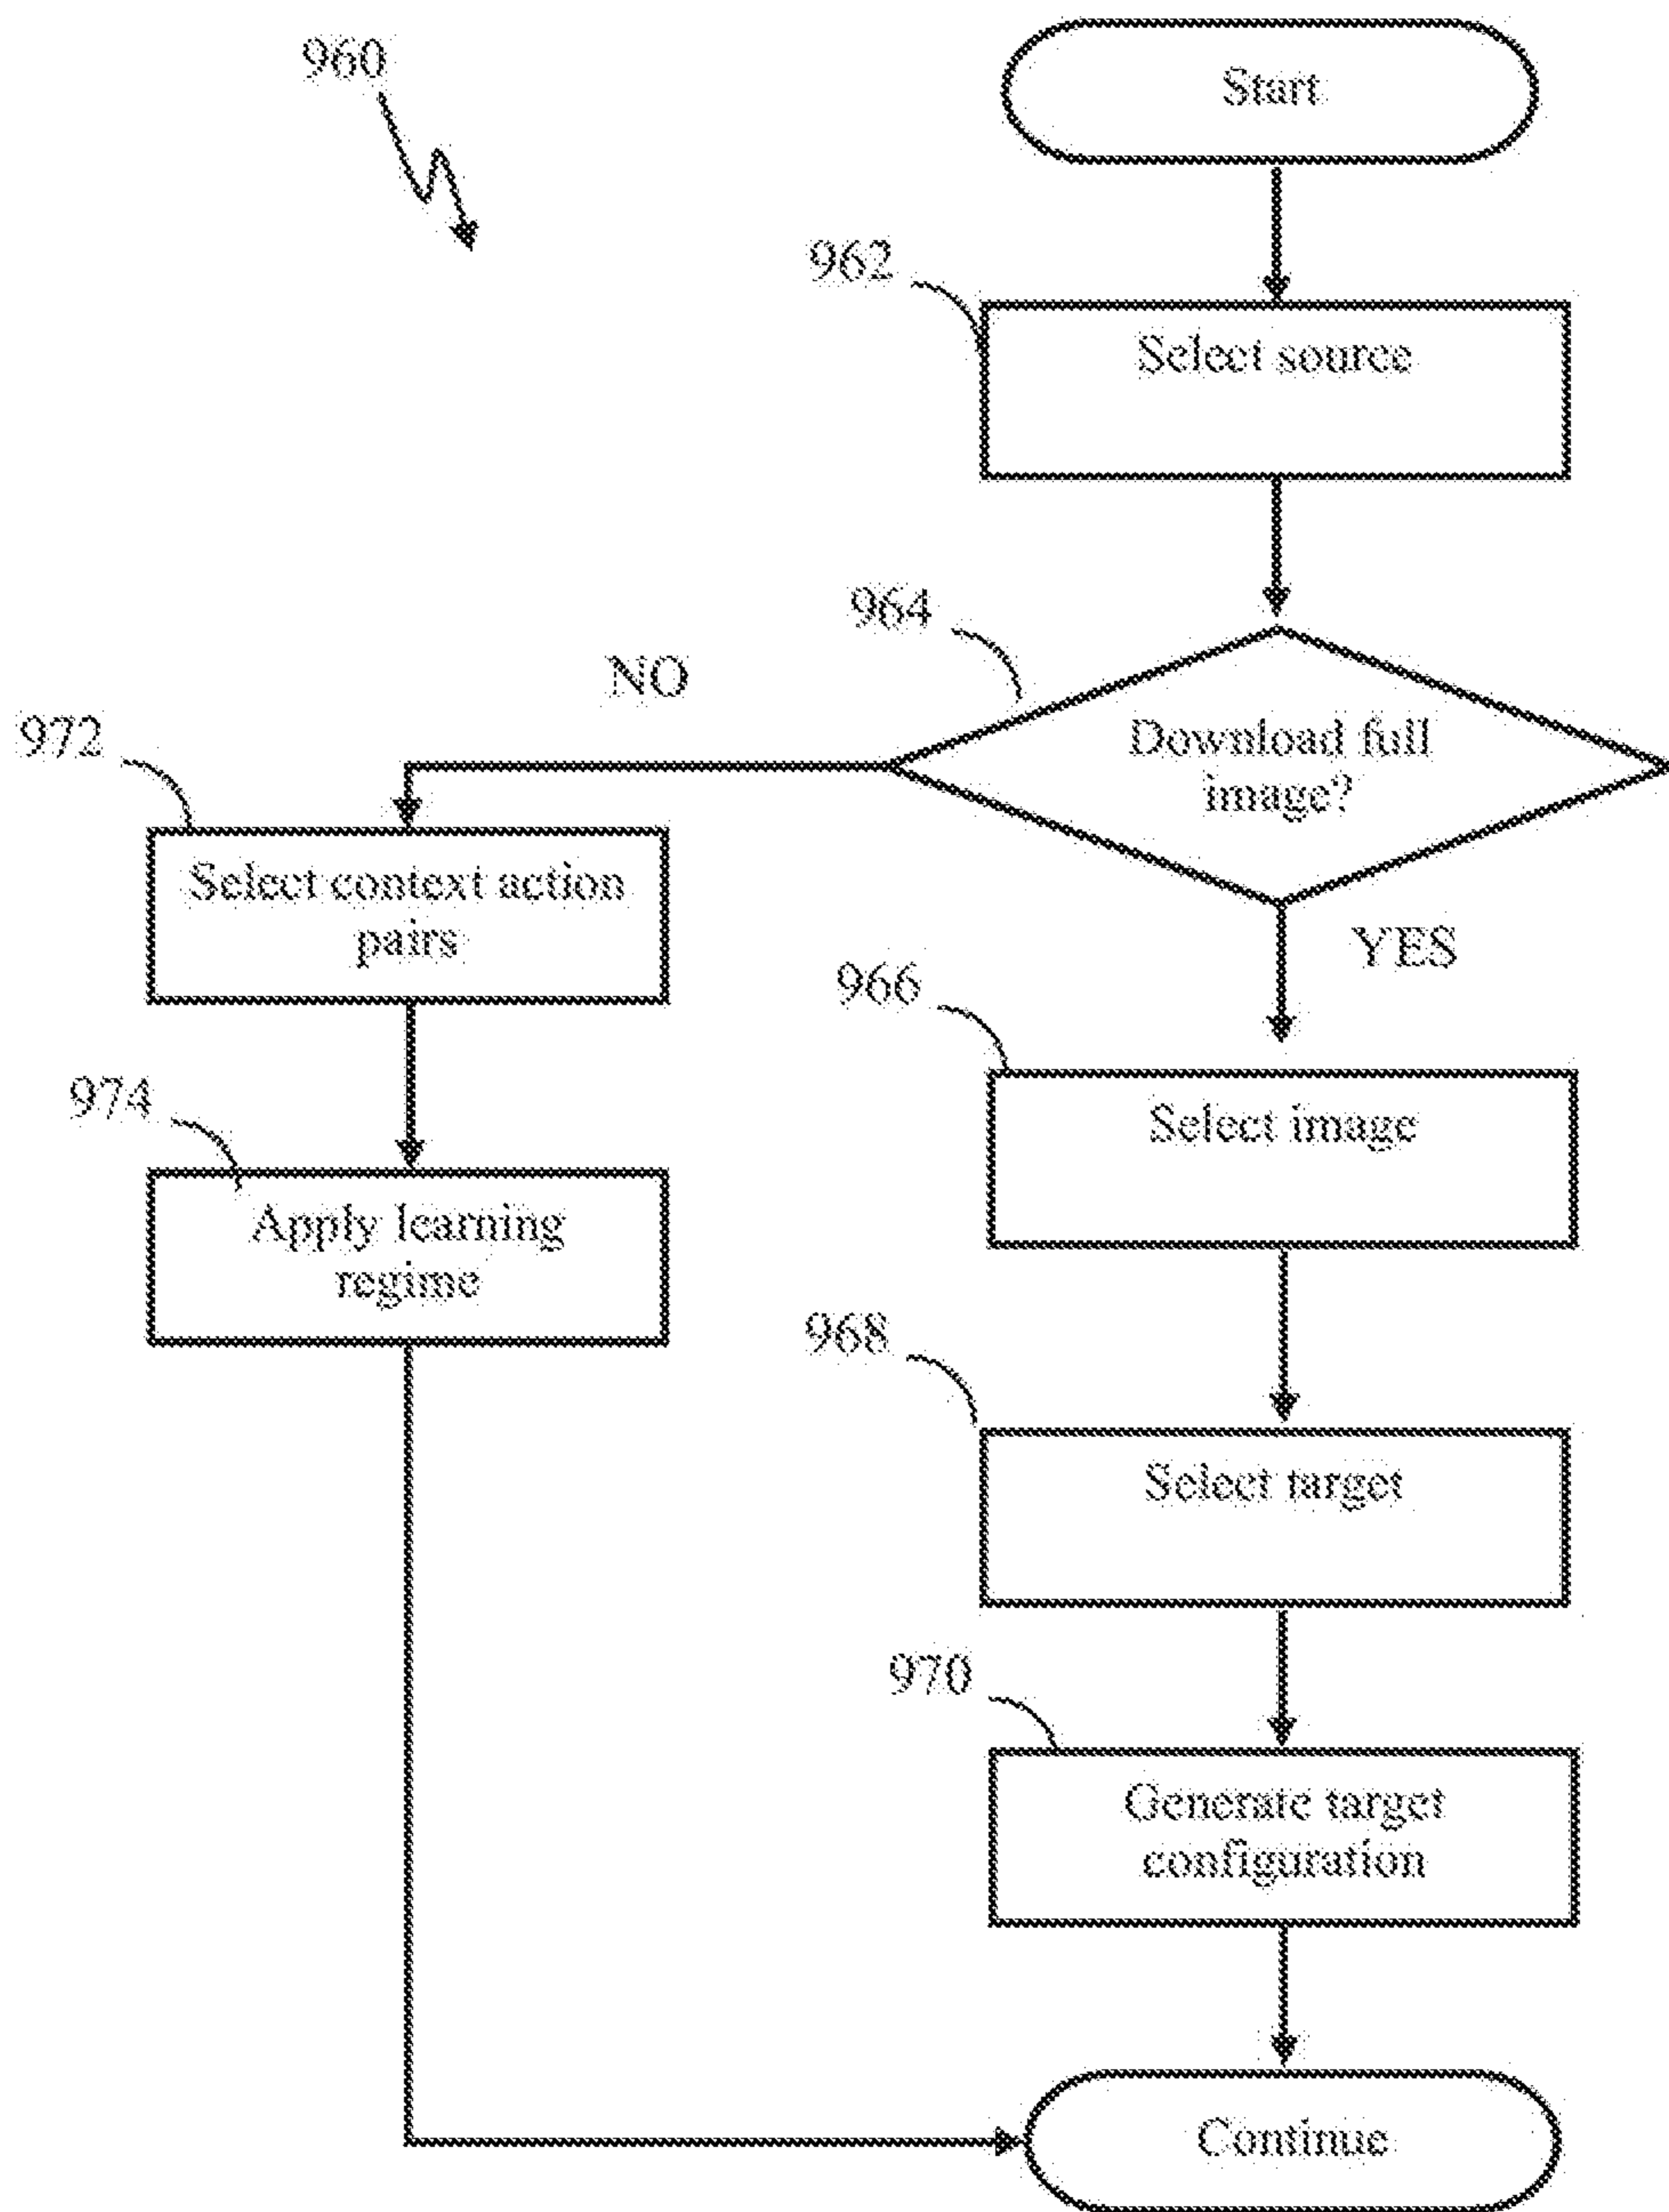 960
Start
962
Select source
964
NO
Download full
image?
972
Select context action
pairs
YES
966
Select image
974
Apply learning
regime
968
Select target
970
Generate target
configuration
Continue